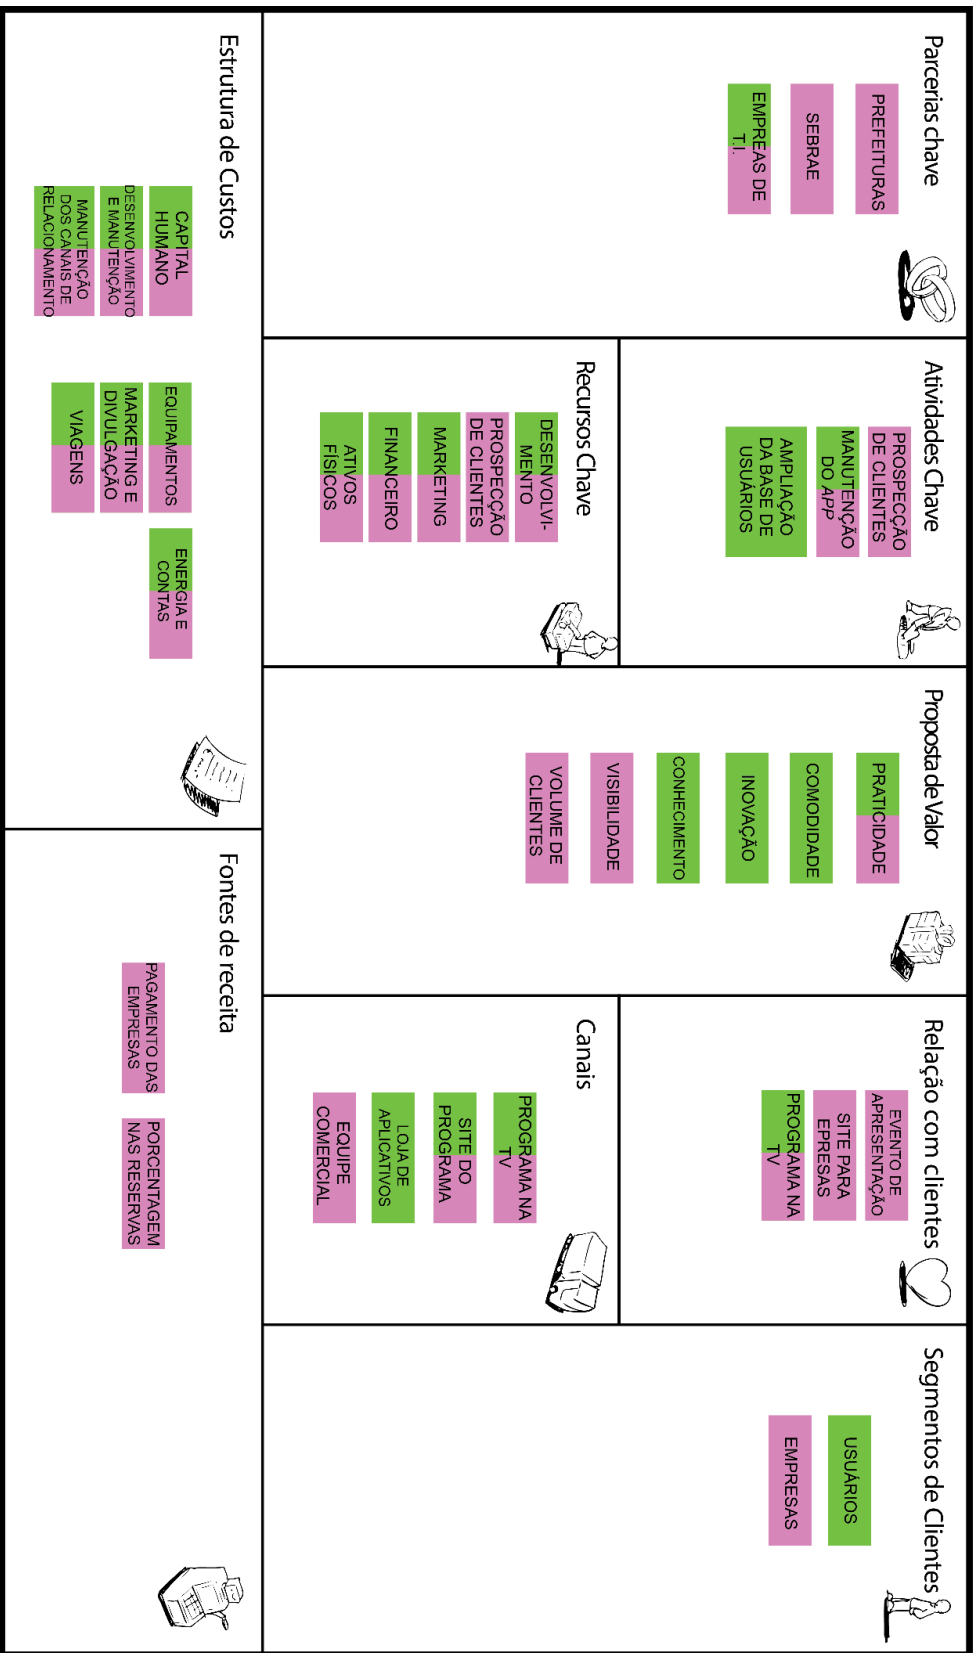 Parcerias chave
PREFEITURAS
SEBRAE
EMPREAS DE
T.I.
Atividades Chave
PROSPECÇÃO
DE CLIENTES
MANUTENÇÃO
DO APP
AMPLIAÇÃO
DA BASE DE
USUÁRIOS
Recursos Chave
DESENVOLVI-
MENTO
PROSPECÇÃO
DE CLIENTES
MARKETING
FINANCEIRO
ATIVOS
FÍSICOS
Proposta de Valor
PRATICIDADE
COMODIDADE
INOVAÇÃO
CONHECIMENTO
VISIBILIDADE
VOLUME DE
CLIENTES
Relação com clientes
EVENTO DE
APRESENTAÇÃO
SITE PARA
EPRESAS
PROGRAMA NA
TV
Canais
PROGRAMA NA
TV
SITE DO
PROGRAMA
LOJA DE
APLICATIVOS
EQUIPE
COMERCIAL
Segmentos de Clientes
USUÁRIOS
EMPRESAS
Estrutura de Custos
CAPITAL
HUMANO
DESENVOLVIMENTO
E MANUTENÇÃO
MANUTENÇÃO
DOS CANAIS DE
RELACIONAMENTO
EQUIPAMENTOS
MARKETING E
DIVULGAÇÃO
VIAGENS
ENERGIA E
CONTAS
Fontes de receita
PAGAMENTO DAS
EMPRESAS
PORCENTAGEM
NAS RESERVAS